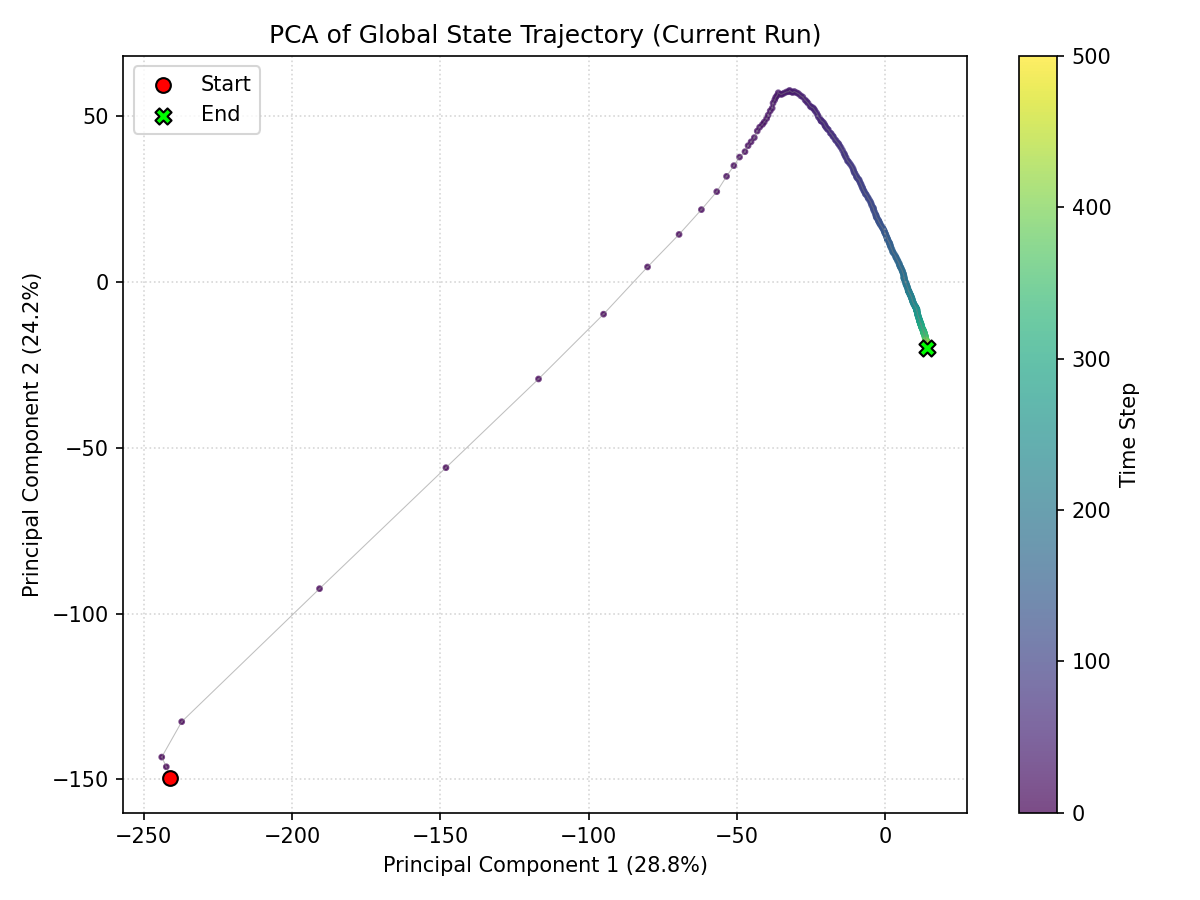 PCA of Global State Trajectory (Current Run)
Start
End
50
0
−50
−100
−150
Principal Component 2 (24.2%)
−250
−200
−150
−100
−50
0
Principal Component 1 (28.8%)
500
400
300
200
100
0
Time Step